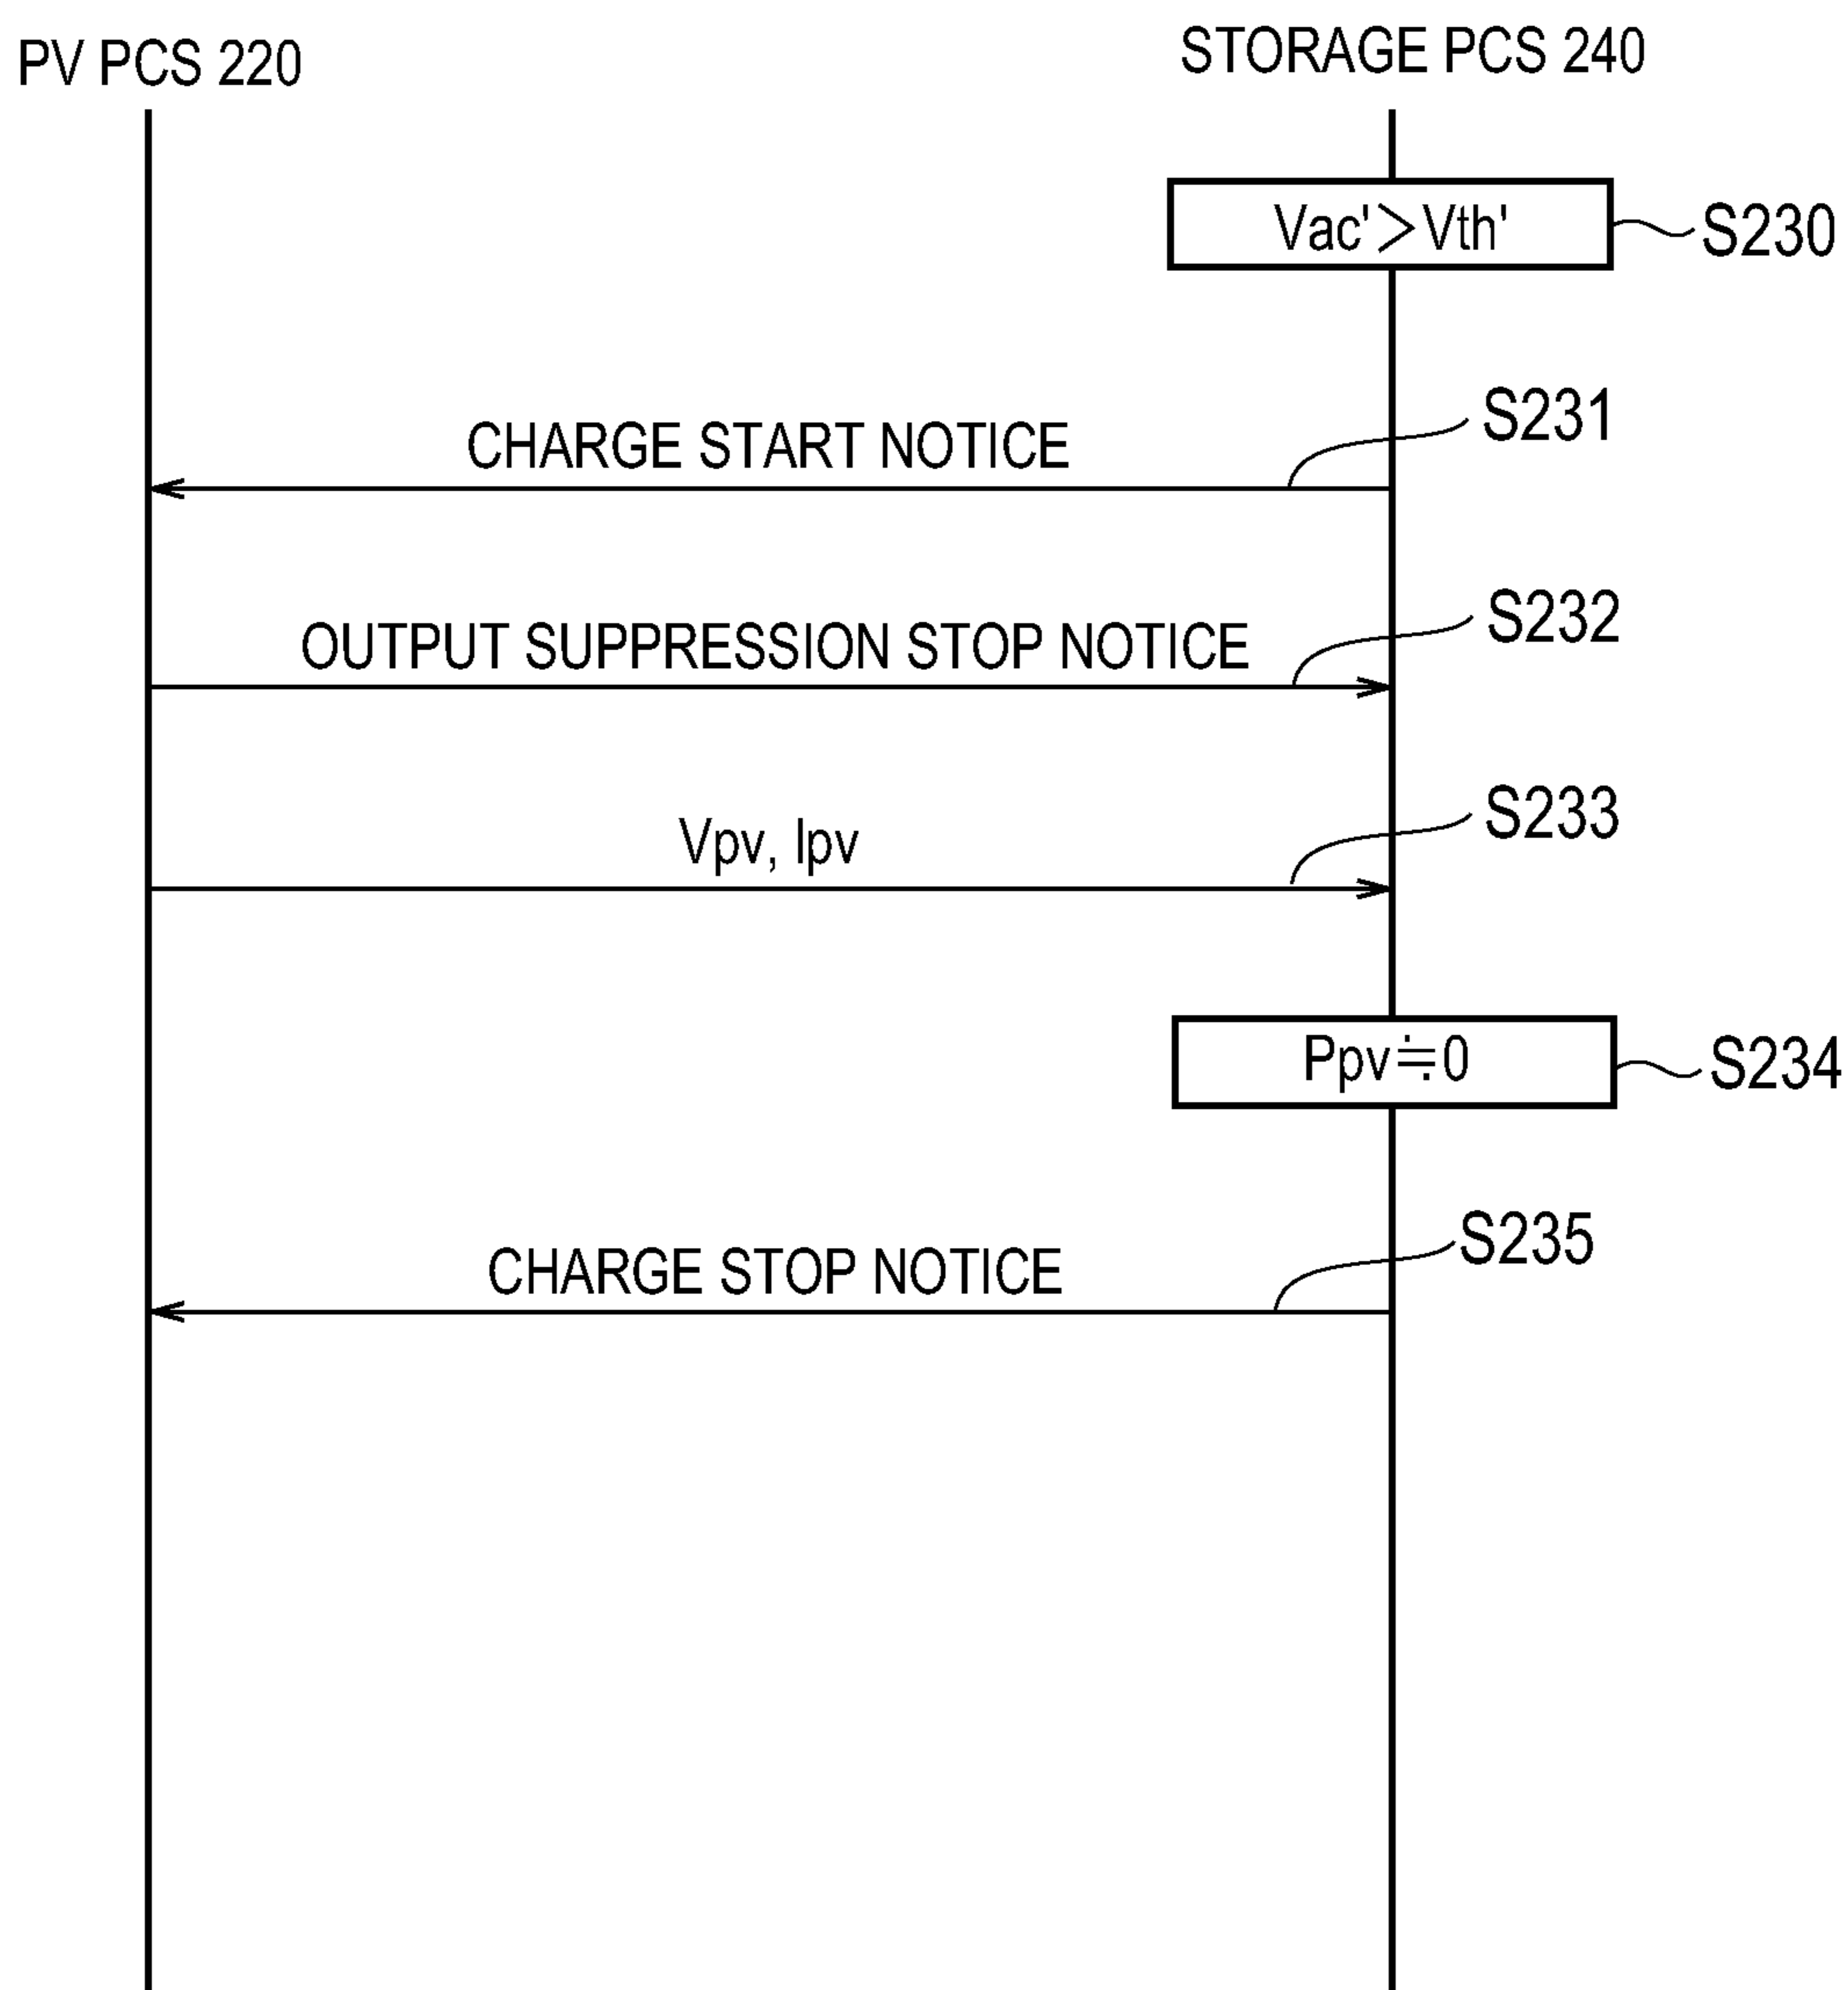 PV PCS 220
STORAGE PCS 240
Vac'＞Vth'
S230
S231
CHARGE START NOTICE
S232
OUTPUT SUPPRESSION STOP NOTICE
S233
Vpv, Ipv
Ppv≒0
S234
S235
CHARGE STOP NOTICE